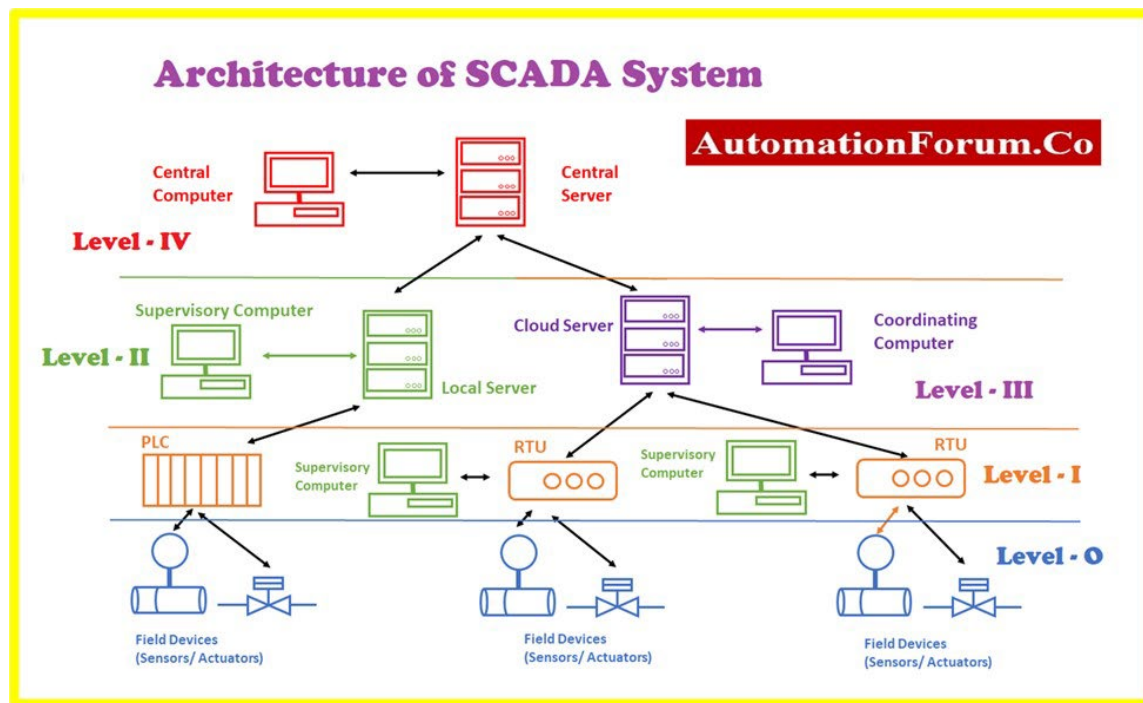 Architecture of SCADA System
AutomationForum.Co
Central
Computer
Central
Server
Level - IV
Supervisory Computer
Cloud Server
Coordinating
Computer
Level - II
Local Server
Level - III
PLC
Supervisory
Computer
RTU
Supervisory
Computer
RTU
Level - I
Level - O
Field Devices
(Sensors/ Actuators)
Field Devices
(Sensors/ Actuators)
Field Devices
(Sensors/ Actuators)